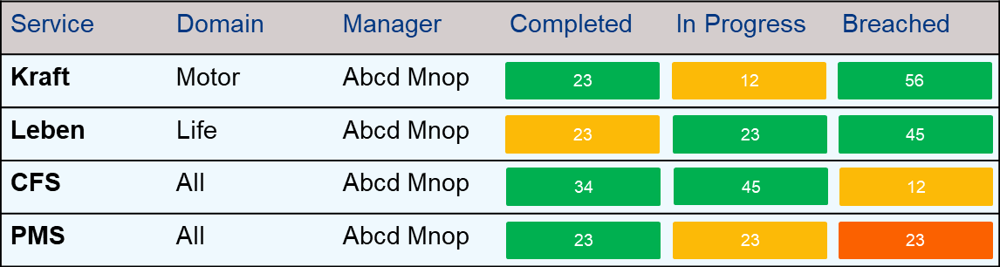 Service Domain Manager Completed In Progress Breached
Kraft Motor Abcd Mnop 23 12 56
Leben Life Abcd Mnop 23 23 45
CFS All Abcd Mnop 34 45 12
PMS All Abcd Mnop 23 23 23